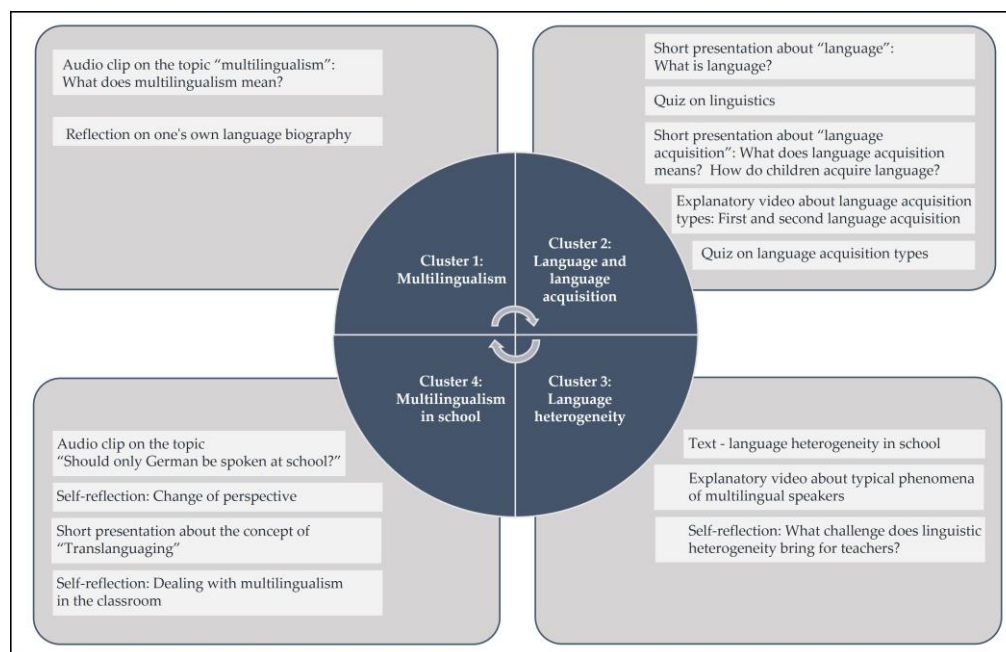 Audio clip on the topic “multilingualism”:
What does multilingualism mean?
Reflection on one's own language biography
Short presentation about “language”:
What is language?
Quiz on linguistics
Short presentation about “language
acquisition”: What does language acquisition
means? How do children acquire language?
Explanatory video about language acquisition
types: First and second language acquisition
Quiz on language acquisition types
Cluster 1:
Multilingualism
Cluster 2:
Language and
language
acquisition
Cluster 4:
Multilingualism
in school
Cluster 3:
Language
heterogeneity
Audio clip on the topic
“Should only German be spoken at school?”
Self-reflection: Change of perspective
Short presentation about the concept of
“Translanguaging”
Self-reflection: Dealing with multilingualism
in the classroom
Text - language heterogeneity in school
Explanatory video about typical phenomena
of multilingual speakers
Self-reflection: What challenge does linguistic
heterogeneity bring for teachers?